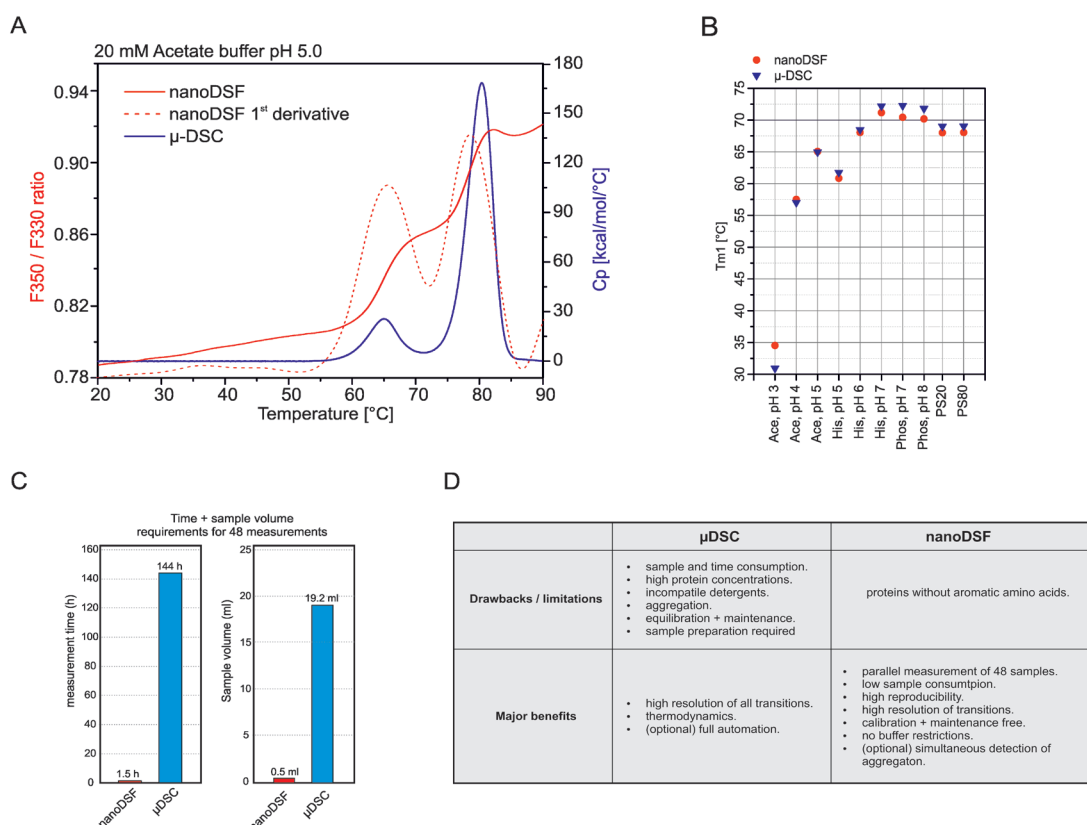 A
20 mM Acetate buffer pH 5.0
nanoDSF
nanoDSF 1st derivative
µ-DSC
0.94
0.90
0.86
0.82
0.78
F350 / F330 ratio
180
150
120
90
60
30
0
Cp [kcal/mol/°C]
20 30 40 50 60 70 80 90
Temperature [°C]
B
nanoDSF
µ-DSC
75
70
65
60
55
50
45
40
35
30
Tm1 [°C]
Ace, pH 3
Ace, pH 4
Ace, pH 5
His, pH 5
His, pH 6
His, pH 7
Phos, pH 7
Phos, pH 8
PS20
PS80
C
Time + sample volume
requirements for 48 measurements
160
140
120
100
80
60
40
20
0
measurement time (h)
144 h
1.5 h
nanoDSF
µDSC
25
20
15
10
5
0
Sample volume (ml)
19.2 ml
0.5 ml
nanoDSF
µDSC
D
µDSC
nanoDSF
Drawbacks / limitations
• sample and time consumption.
• high protein concentrations.
• incompatile detergents.
• aggregation.
• equilibration + maintenance.
• sample preparation required
proteins without aromatic amino acids.
Major benefits
• high resolution of all transitions.
• thermodynamics.
• (optional) full automation.
• parallel measurement of 48 samples.
• low sample consumtpion.
• high reproducibility.
• high resolution of transitions.
• calibration + maintenance free.
• no buffer restrictions.
• (optional) simultaneous detection of
aggregaton.